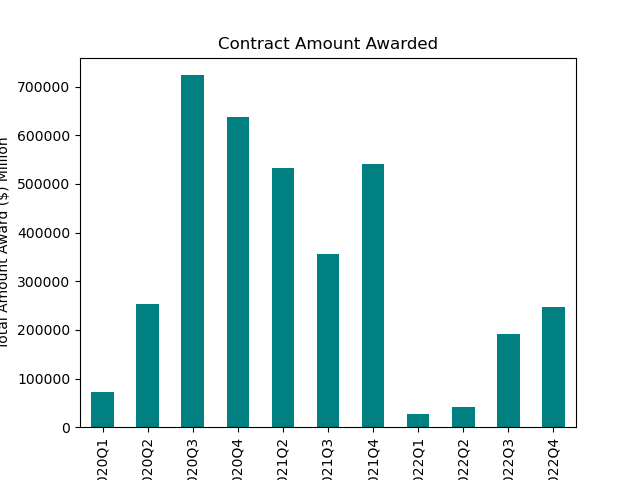 Contract Amount Awarded
Total Amount Award ($) Million
700000
600000
500000
400000
300000
200000
100000
0
020Q1
020Q2
020Q3
020Q4
021Q2
021Q3
021Q4
022Q1
022Q2
022Q3
022Q4